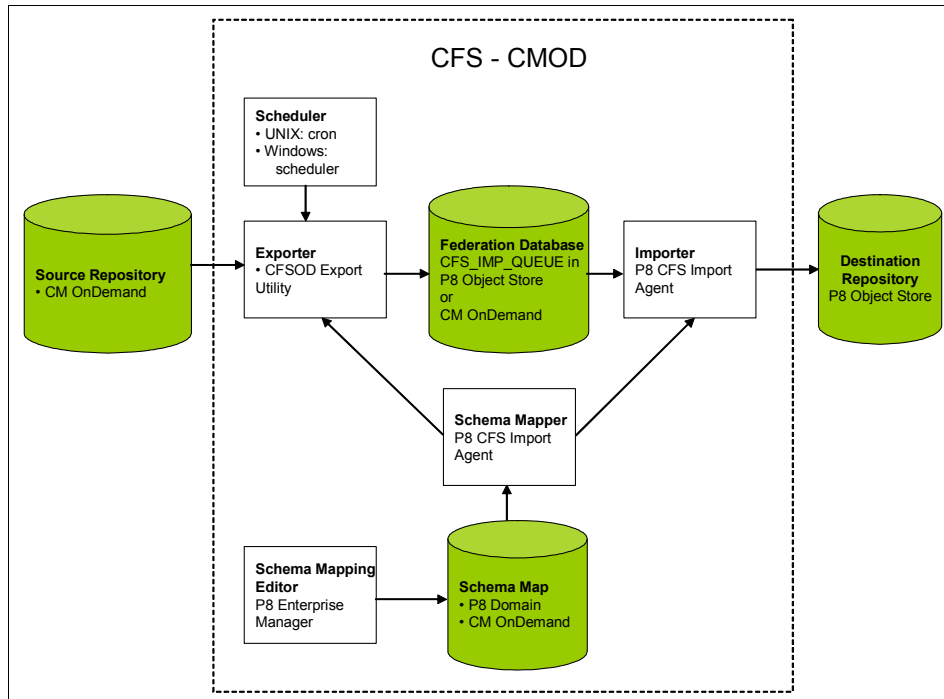 CFS - CMOD
Scheduler
• UNIX: cron
• Windows:
scheduler
Source Repository
• CM OnDemand
Exporter
• CFSOD Export
Utility
Federation Database
CFS_IMP_QUEUE in
P8 Object Store
or
CM OnDemand
Importer
P8 CFS Import
Agent
Destination
Repository
P8 Object Store
Schema Mapper
P8 CFS Import
Agent
Schema Mapping
Editor
P8 Enterprise
Manager
Schema Map
• P8 Domain
• CM OnDemand